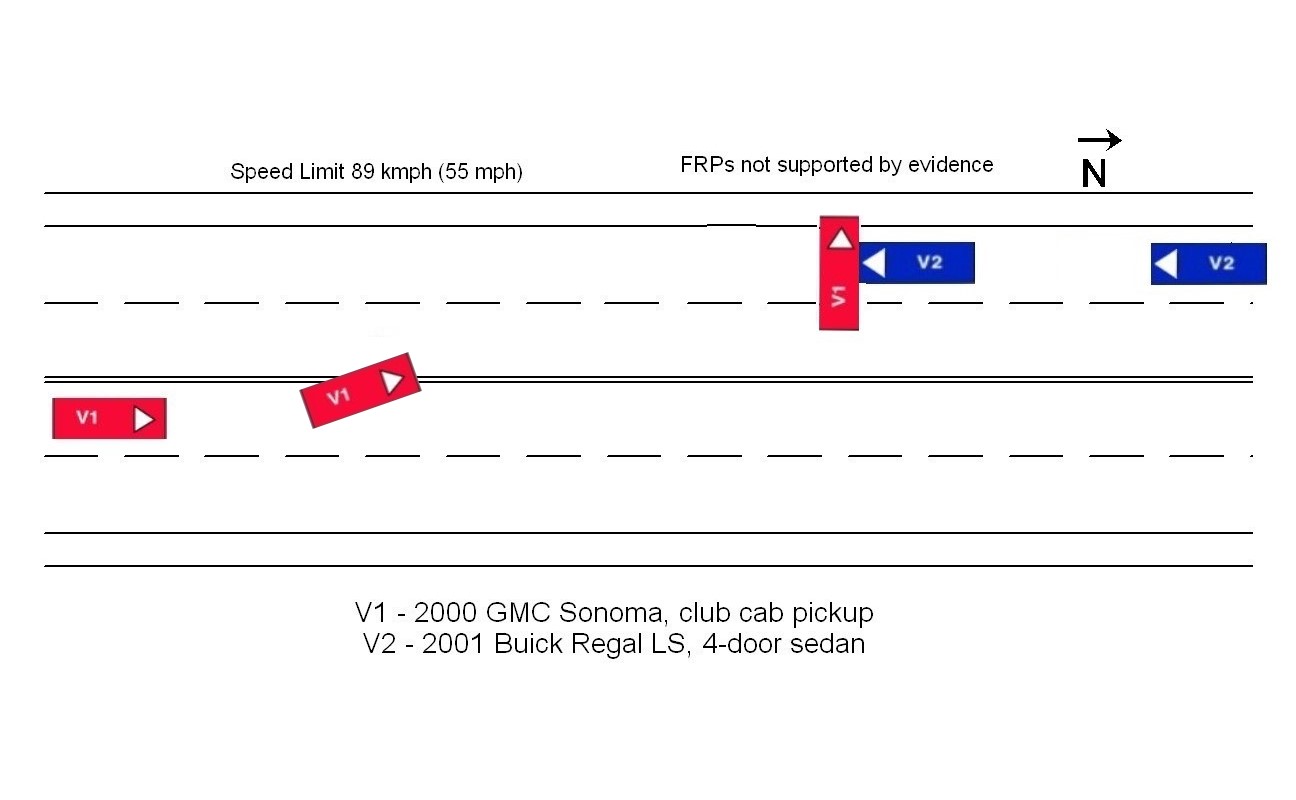 Speed Limit 89 kmph (55 mph)
FRPs not supported by evidence
N
V1
V2
V2
V1
V1
V1 - 2000 GMC Sonoma, club cab pickup
V2 - 2001 Buick Regal LS, 4-door sedan